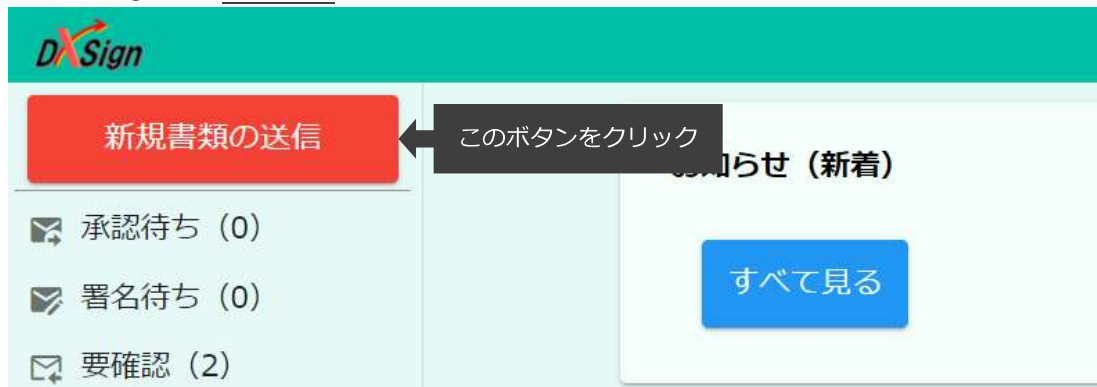 DXSign
新規書類の送信
このボタンをクリック
お知らせ（新着）
承認待ち（0）
すべて見る
署名待ち（0）
要確認（2）